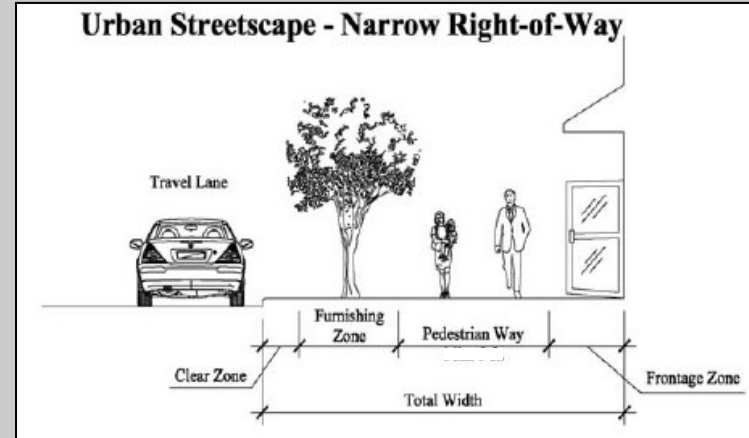 Urban Streetscape - Narrow Right-of-Way
Travel Lane
Furnishing
Zone
Pedestrian Way
Clear Zone
Frontage Zone
Total Width